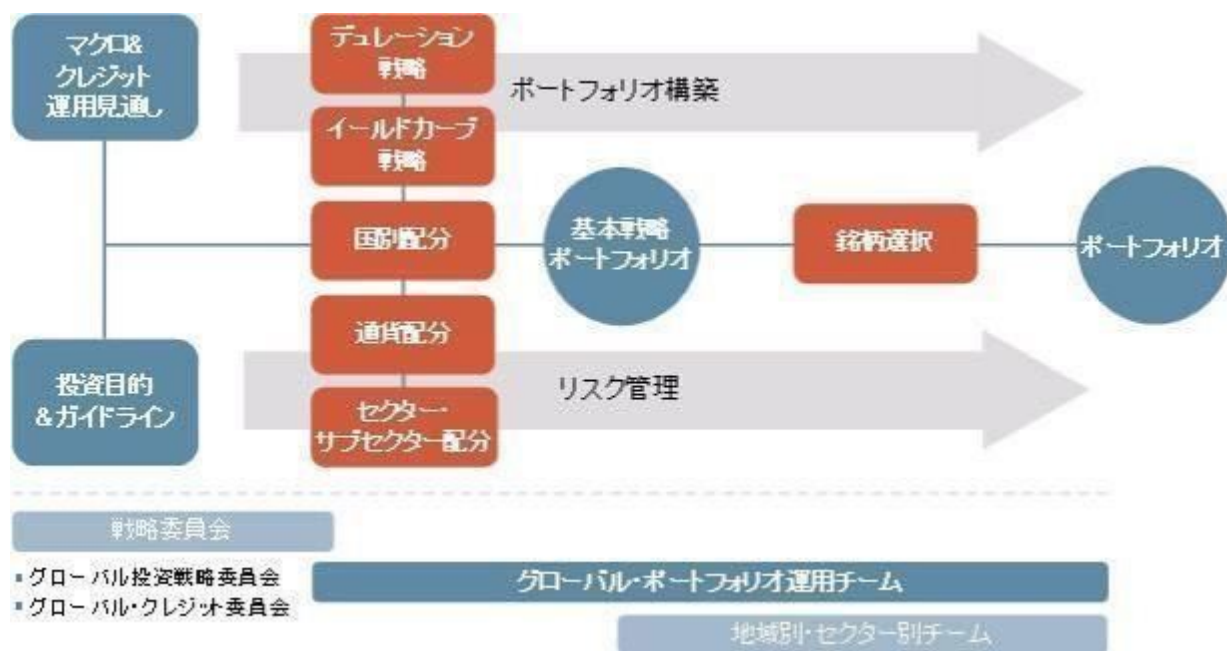 マクロ&
クレジット
運用見通し
デュレーション
戦略
ポートフォリオ構築
イールドカーブ
戦略
国別配分
基本戦略
ポートフォリオ
銘柄選択
ポートフォリオ
通貨配分
投資目的
&ガイドライン
リスク管理
セクター・
サブセクター配分
戦略委員会
▪グローバル投資戦略委員会
▪グローバル・クレジット委員会
グローバル・ポートフォリオ運用チーム
地域別・セクター別チーム